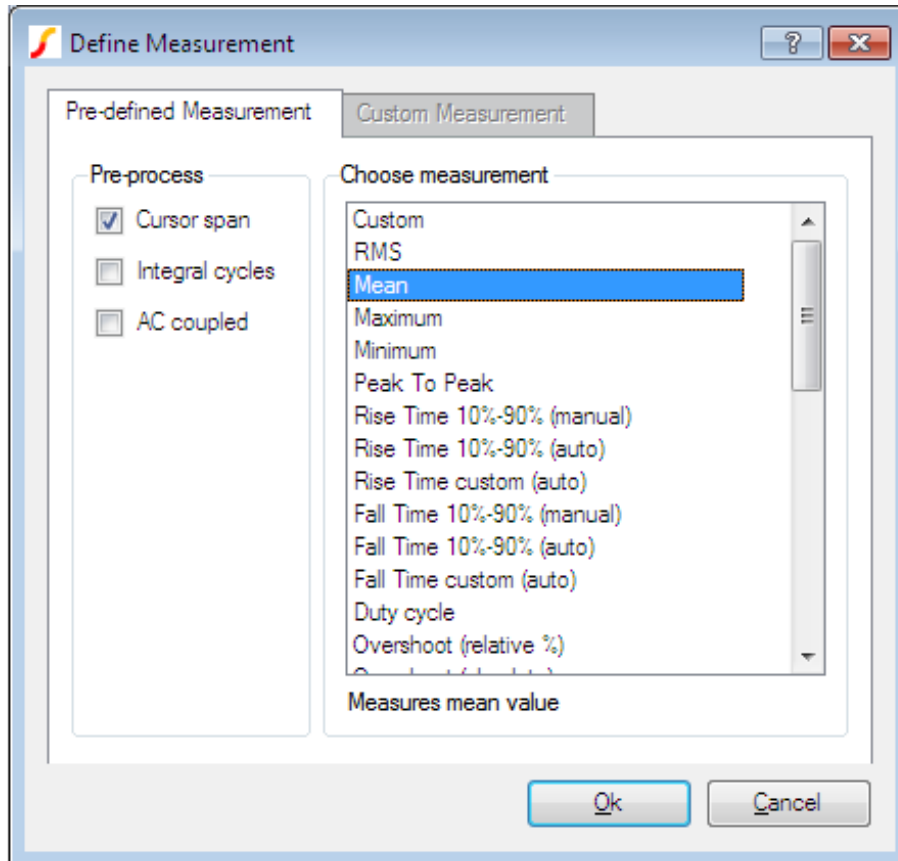 Define Measurement
Pre-defined Measurement
Custom Measurement
Pre-process
Cursor span
Integral cycles
AC coupled
Choose measurement
Custom
RMS
Mean
Maximum
Minimum
Peak To Peak
Rise Time 10%-90% (manual)
Rise Time 10%-90% (auto)
Rise Time custom (auto)
Fall Time 10%-90% (manual)
Fall Time 10%-90% (auto)
Fall Time custom (auto)
Duty cycle
Overshoot (relative %)
Measures mean value
Ok
Cancel